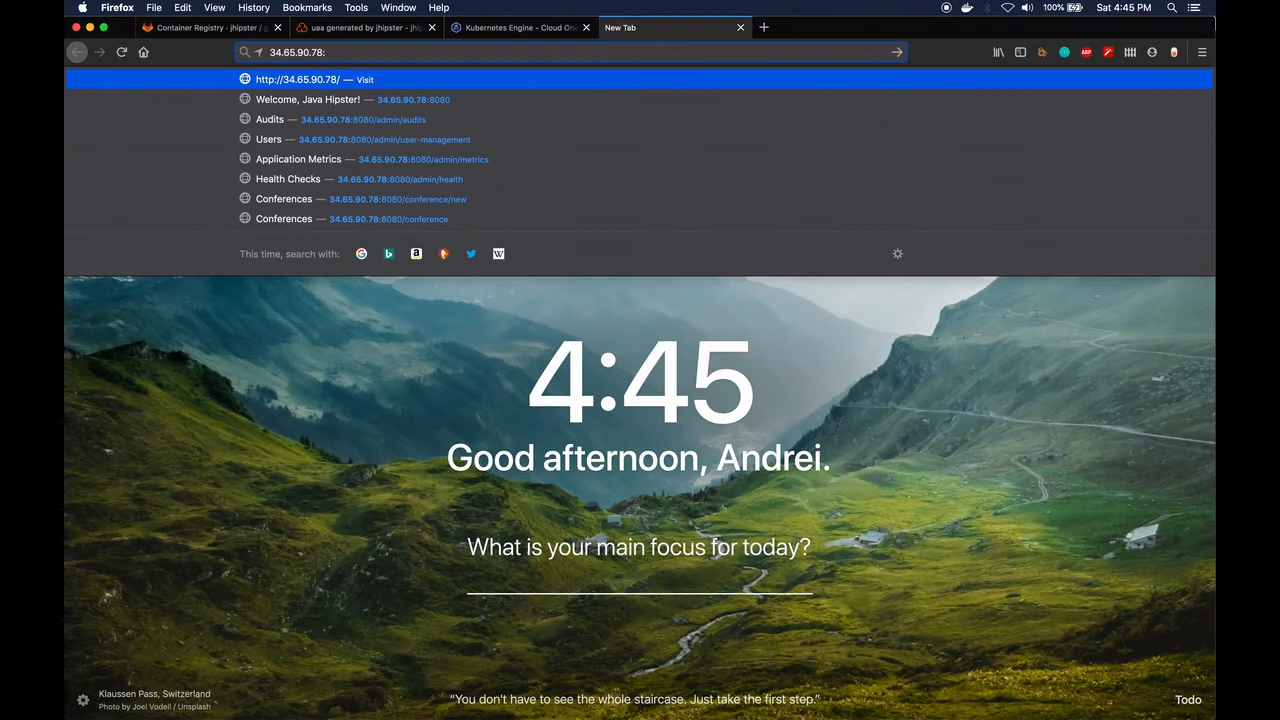 Firefox File Edit View History Bookmarks Tools Window Help 100% Sat 4:45 PM
Container Registry · jhipster / uaa generated by jhipster - jhip Kubernetes Engine - Cloud One New Tab
34.65.90.78: ABP
http://34.65.90.78/ — Visit
Welcome, Java Hipster! — 34.65.90.78:8080
Audits — 34.65.90.78:8080/admin/audits
Users — 34.65.90.78:8080/admin/user-management
Application Metrics — 34.65.90.78:8080/admin/metrics
Health Checks — 34.65.90.78:8080/admin/health
Conferences — 34.65.90.78:8080/conference/new
Conferences — 34.65.90.78:8080/conference
This time, search with: G b a W
4:45
Good afternoon, Andrei.
What is your main focus for today?
Klaussen Pass, Switzerland
Photo by Joel Vodell / Unsplash
“You don't have to see the whole staircase. Just take the first step.”
Todo